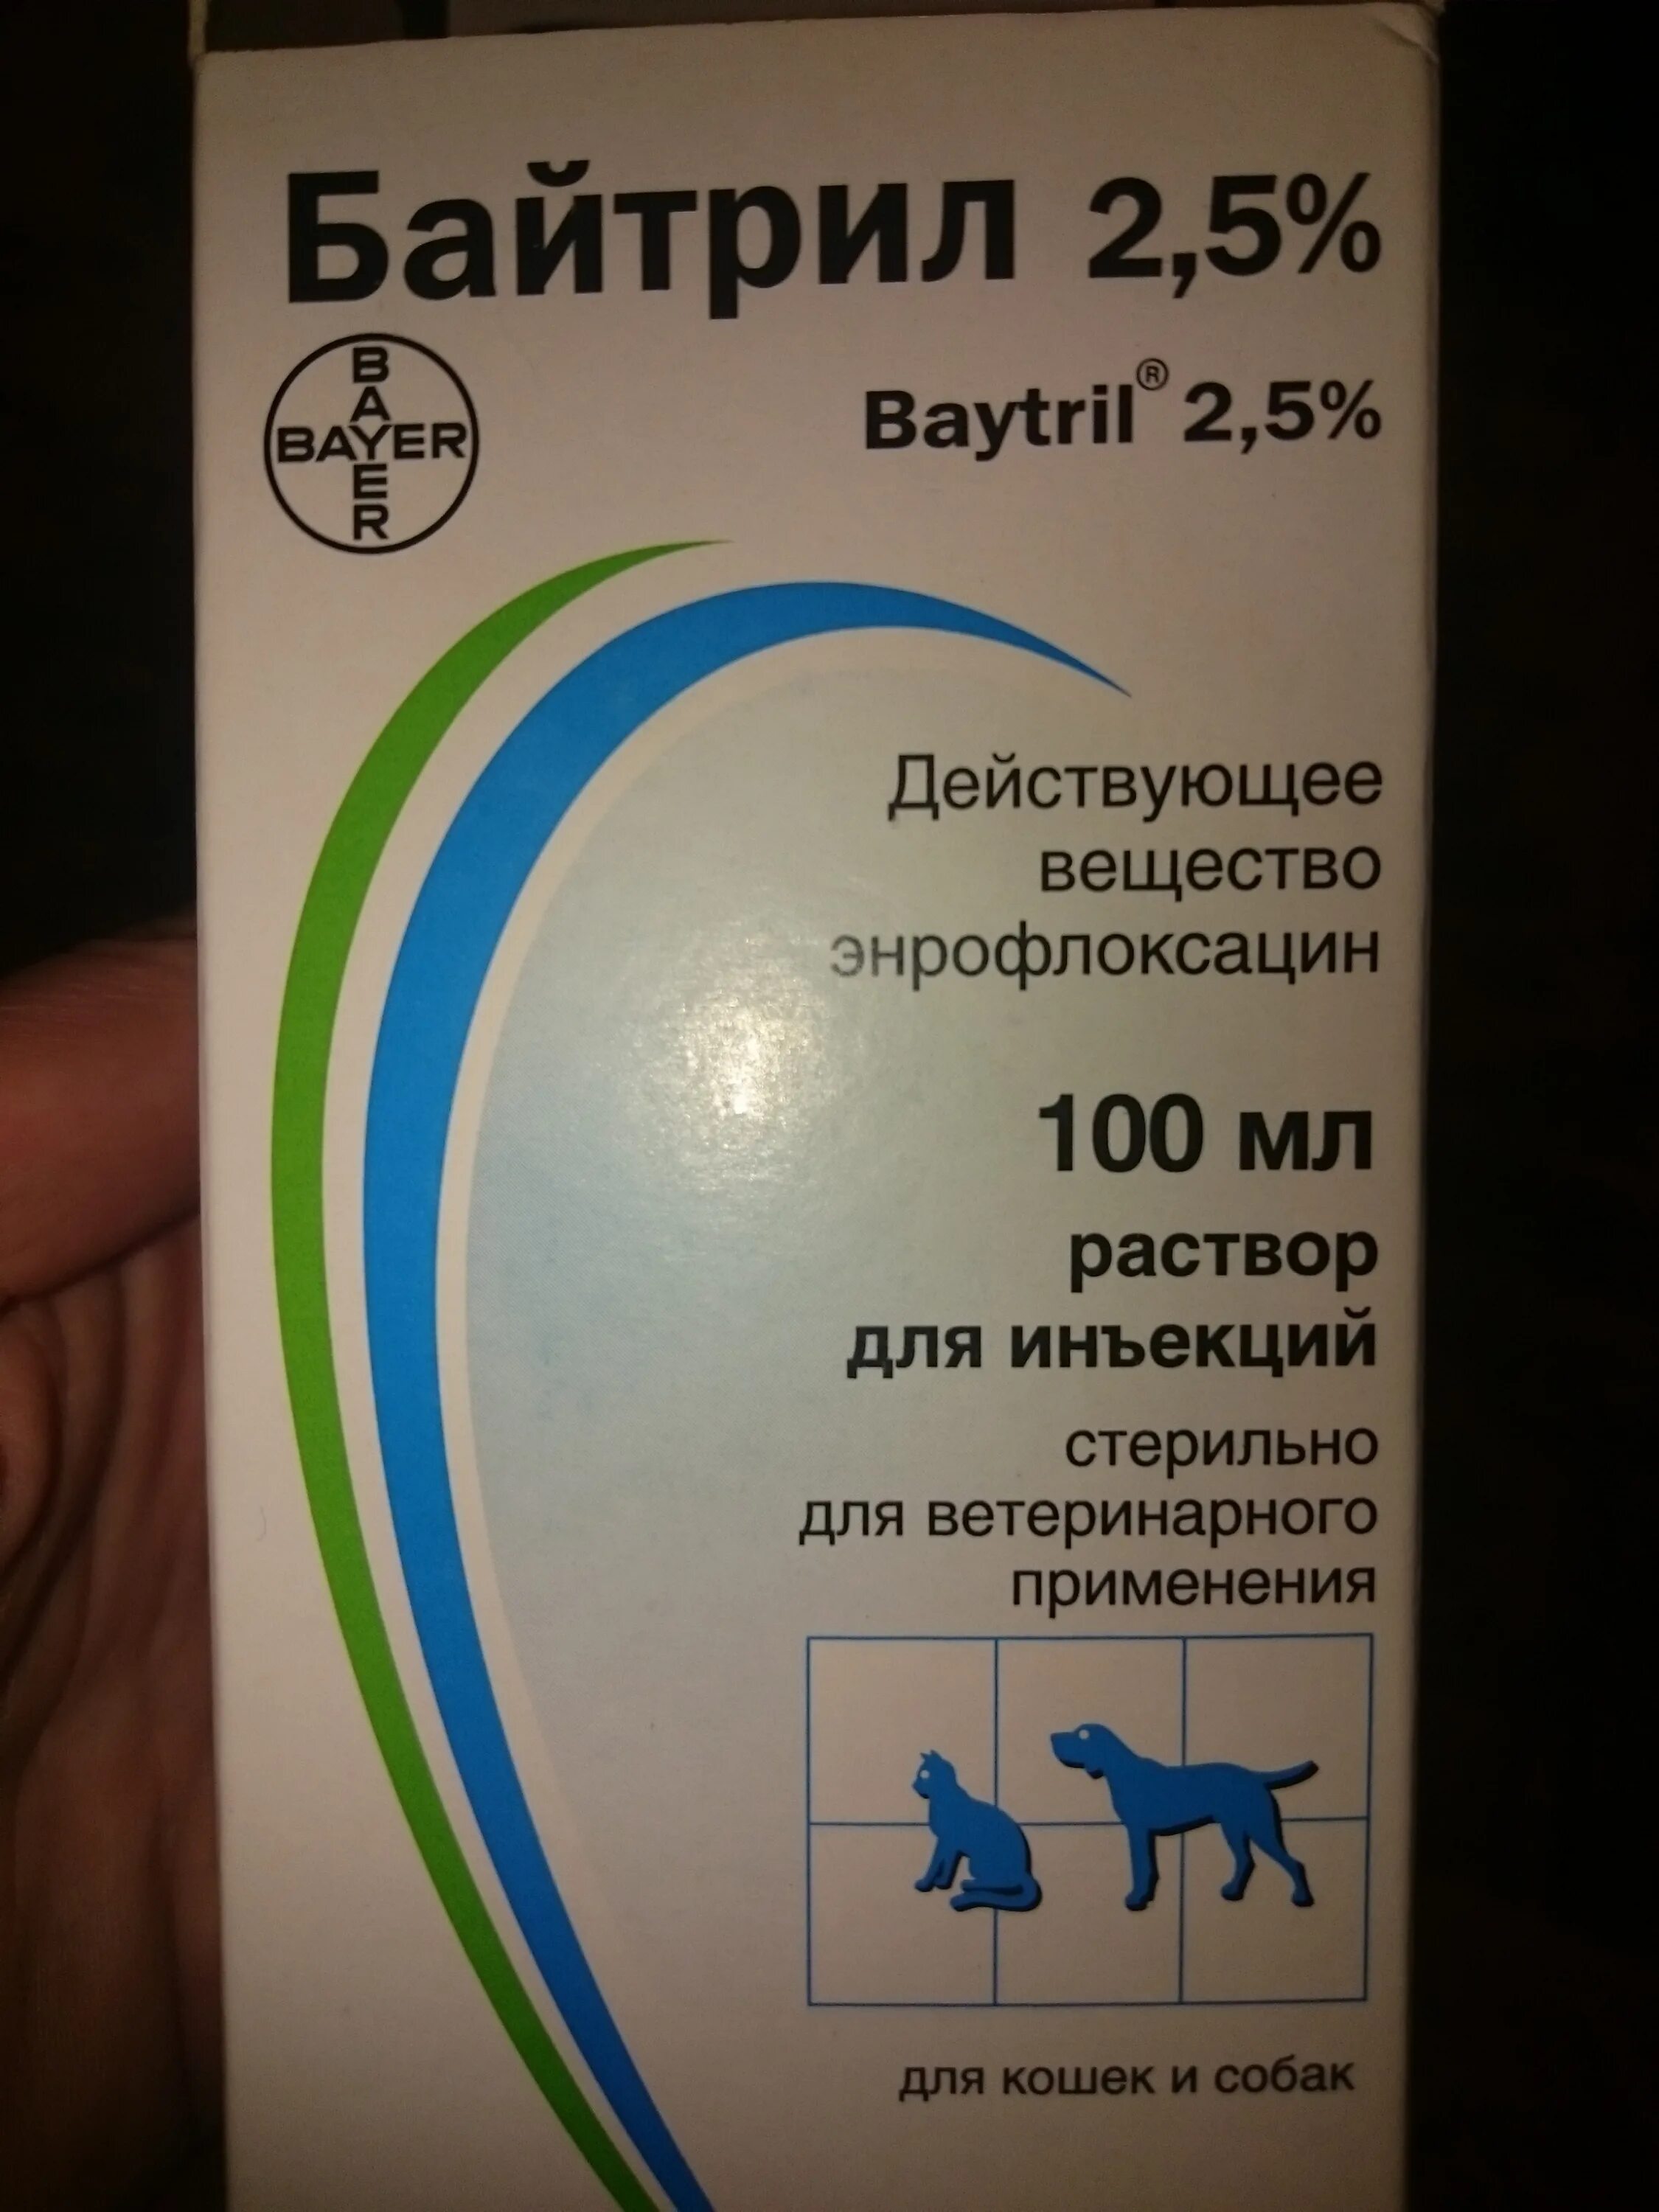 Байтрил 2,5%
BAYER
BAYER
Baytril® 2,5%
Действующее
вещество
энрофлоксацин
100 мл
раствор
для инъекций
стерильно
для ветеринарного
применения
для кошек и собак